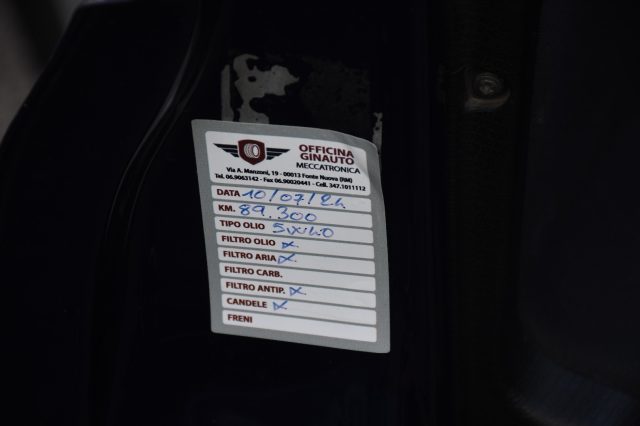 OFFICINA
GINAUTO
MECCATRONICA
Via A. Manzoni, 19 - 00013 Fonte Nuova (RM)
Tel. 06.9063142 - Fax 06.90020441 - Cell. 347.1011112
DATA 10/07/24
KM. 89.300
TIPO OLIO 5W40
FILTRO OLIO X
FILTRO ARIA X
FILTRO CARB.
FILTRO ANTIP. X
CANDELE X
FRENI